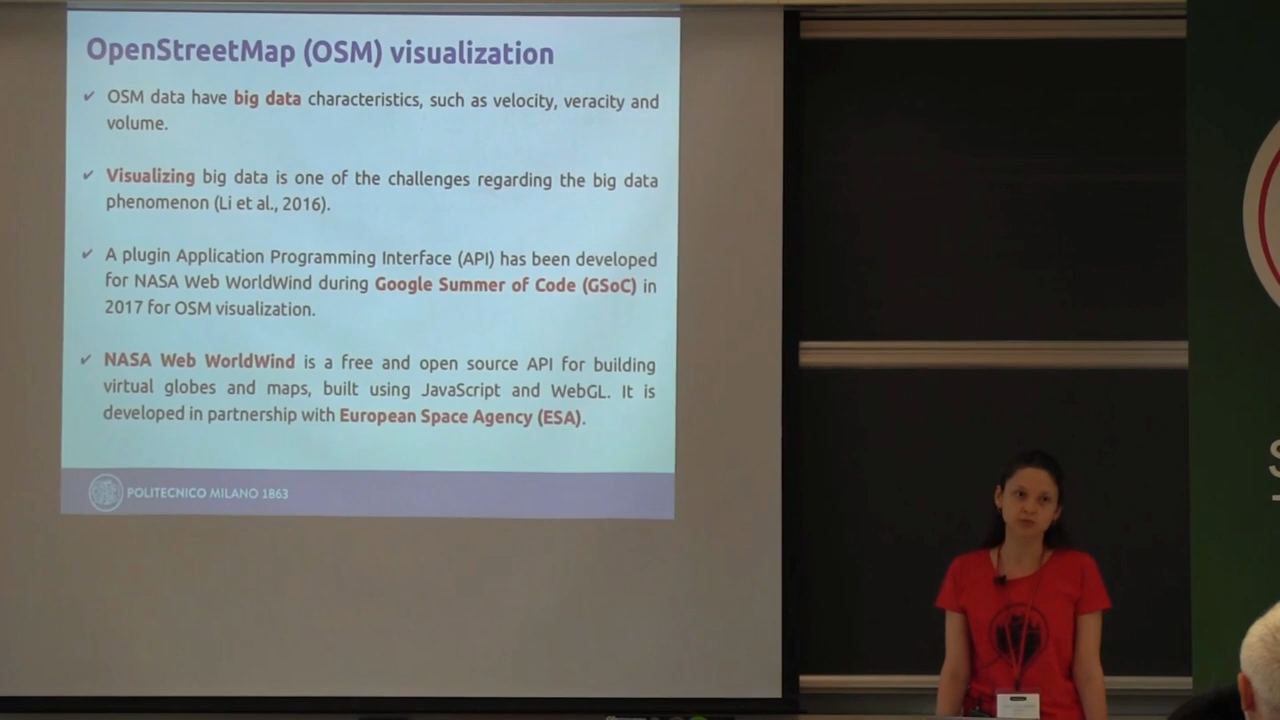 OpenStreetMap (OSM) visualization
✔ OSM data have big data characteristics, such as velocity, veracity and
volume.
✔ Visualizing big data is one of the challenges regarding the big data
phenomenon (Li et al., 2016).
✔ A plugin Application Programming Interface (API) has been developed
for NASA Web WorldWind during Google Summer of Code (GSoC) in
2017 for OSM visualization.
✔ NASA Web WorldWind is a free and open source API for building
virtual globes and maps, built using JavaScript and WebGL. It is
developed in partnership with European Space Agency (ESA).
POLITECNICO MILANO 1863